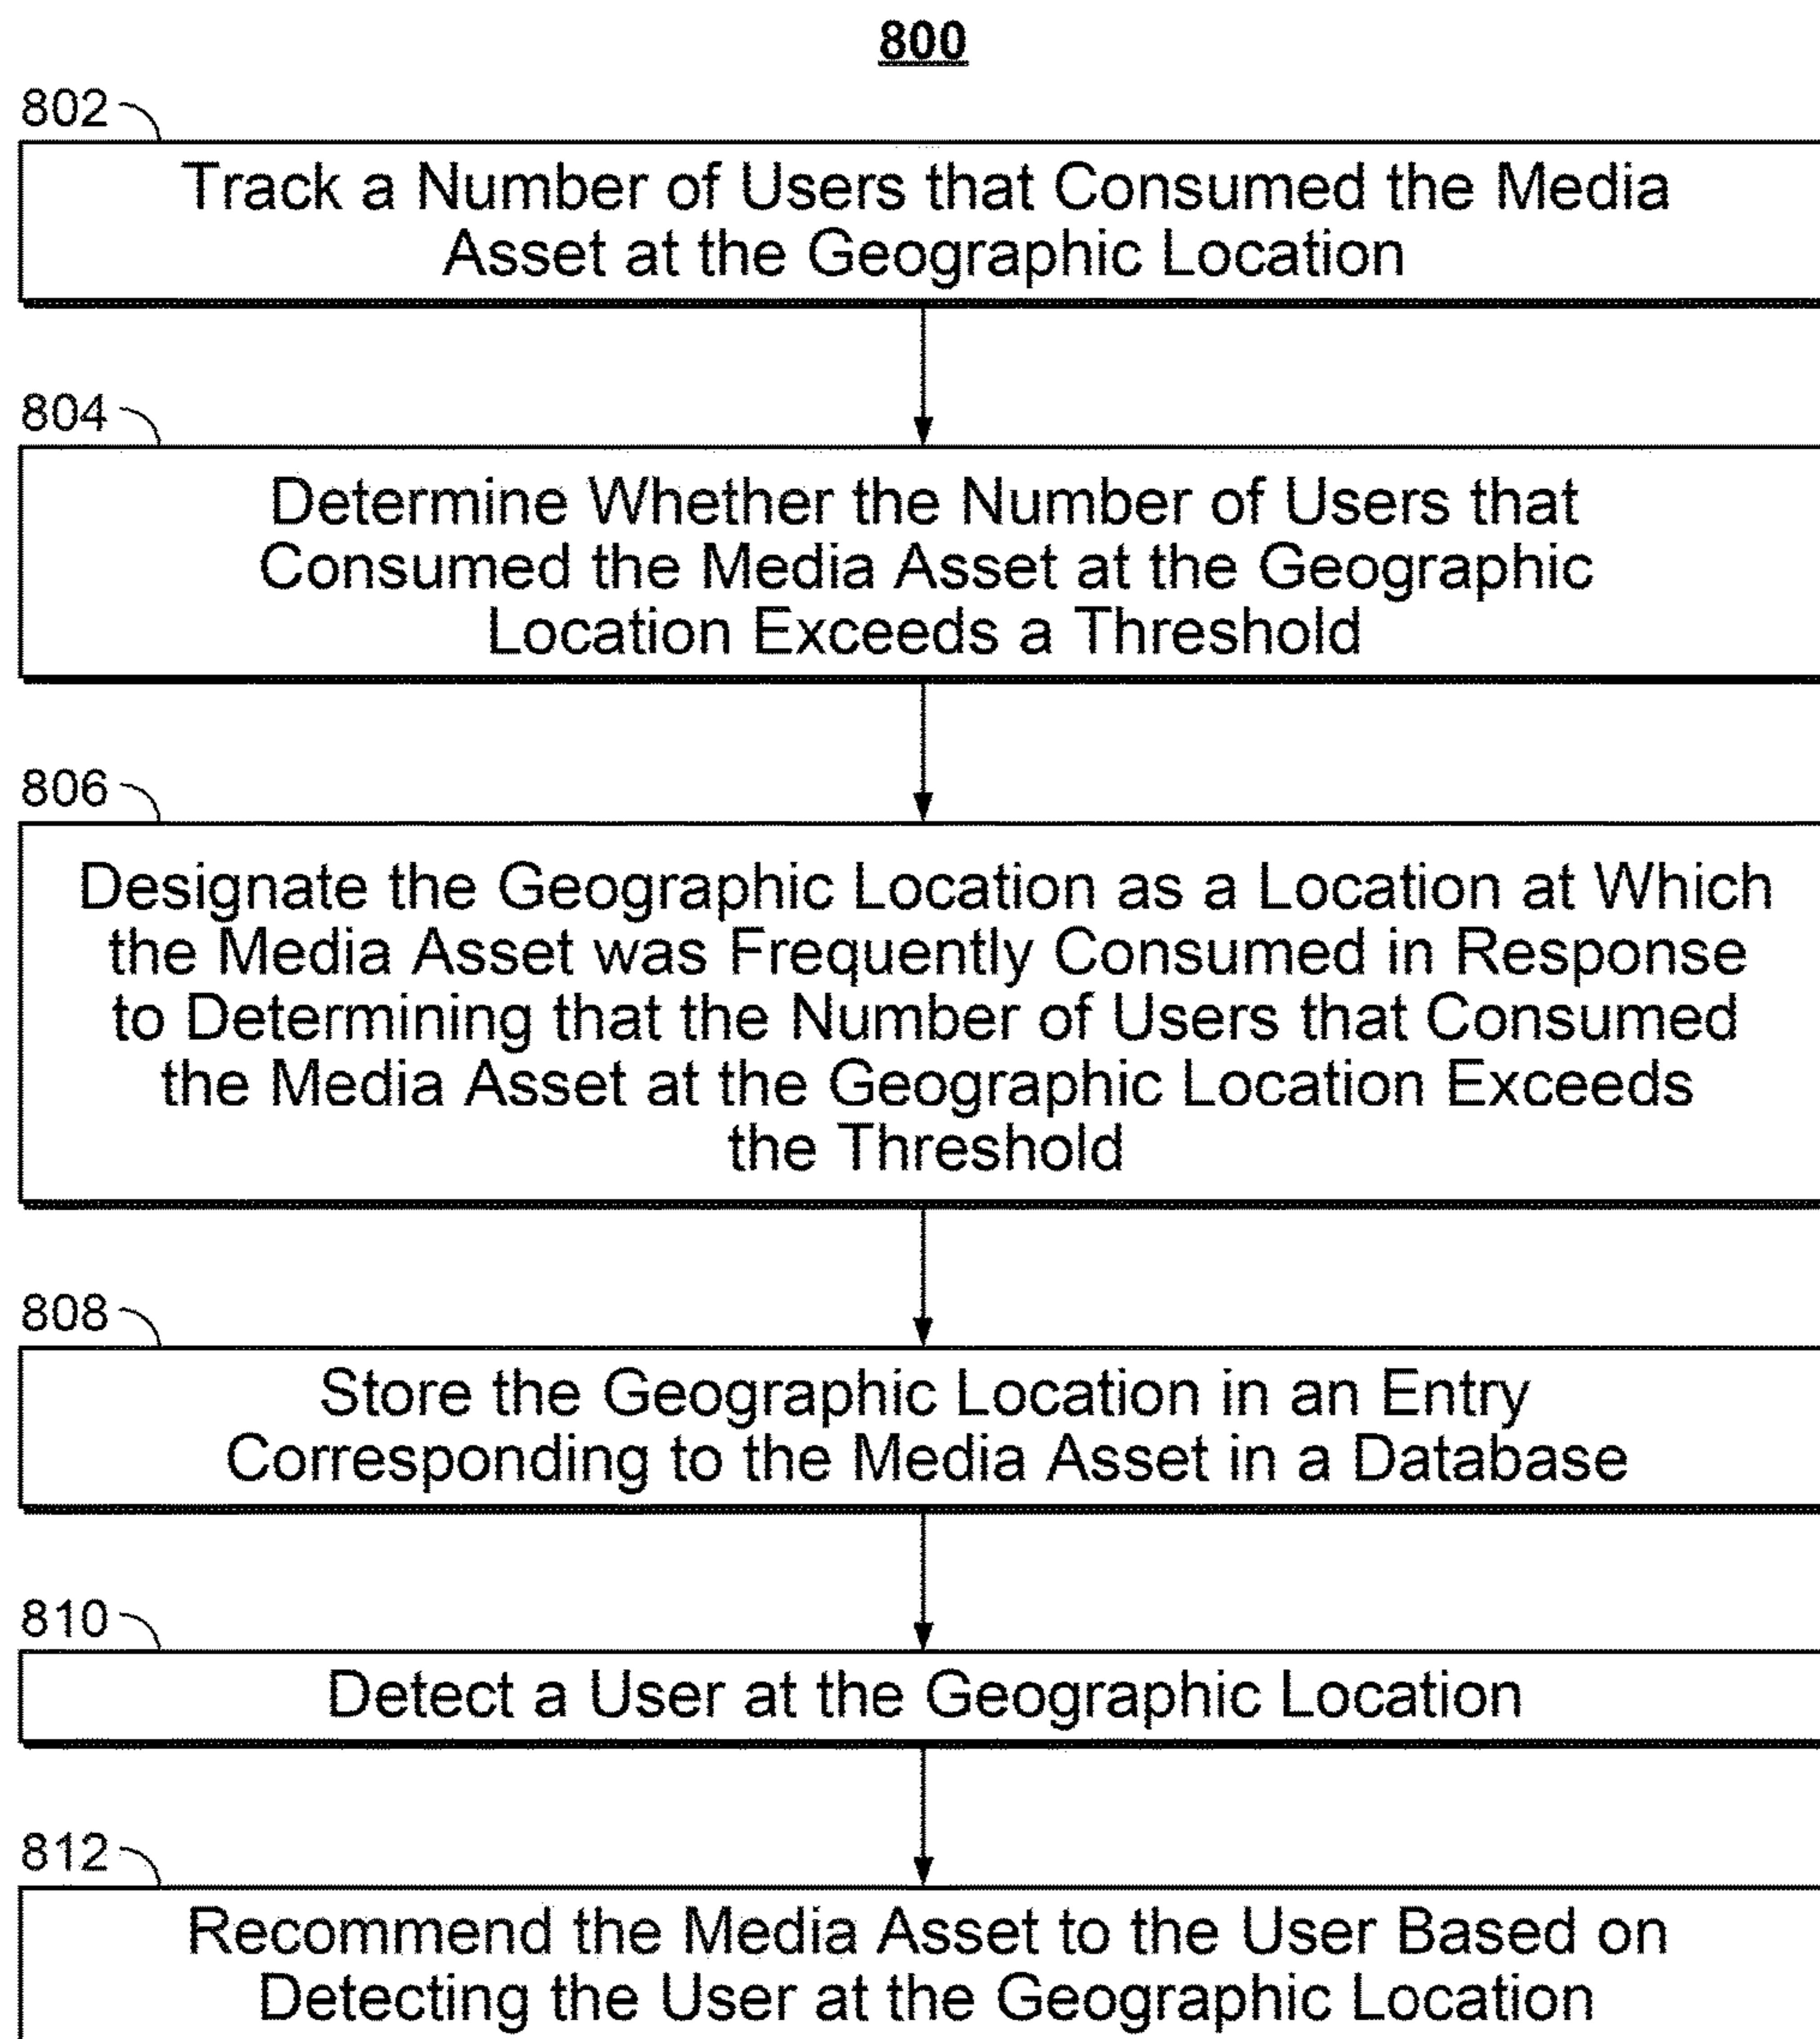 800
802
Track a Number of Users that Consumed the Media
Asset at the Geographic Location
804
Determine Whether the Number of Users that
Consumed the Media Asset at the Geographic
Location Exceeds a Threshold
806
Designate the Geographic Location as a Location at Which
the Media Asset was Frequently Consumed in Response
to Determining that the Number of Users that Consumed
the Media Asset at the Geographic Location Exceeds
the Threshold
808
Store the Geographic Location in an Entry
Corresponding to the Media Asset in a Database
810
Detect a User at the Geographic Location
812
Recommend the Media Asset to the User Based on
Detecting the User at the Geographic Location